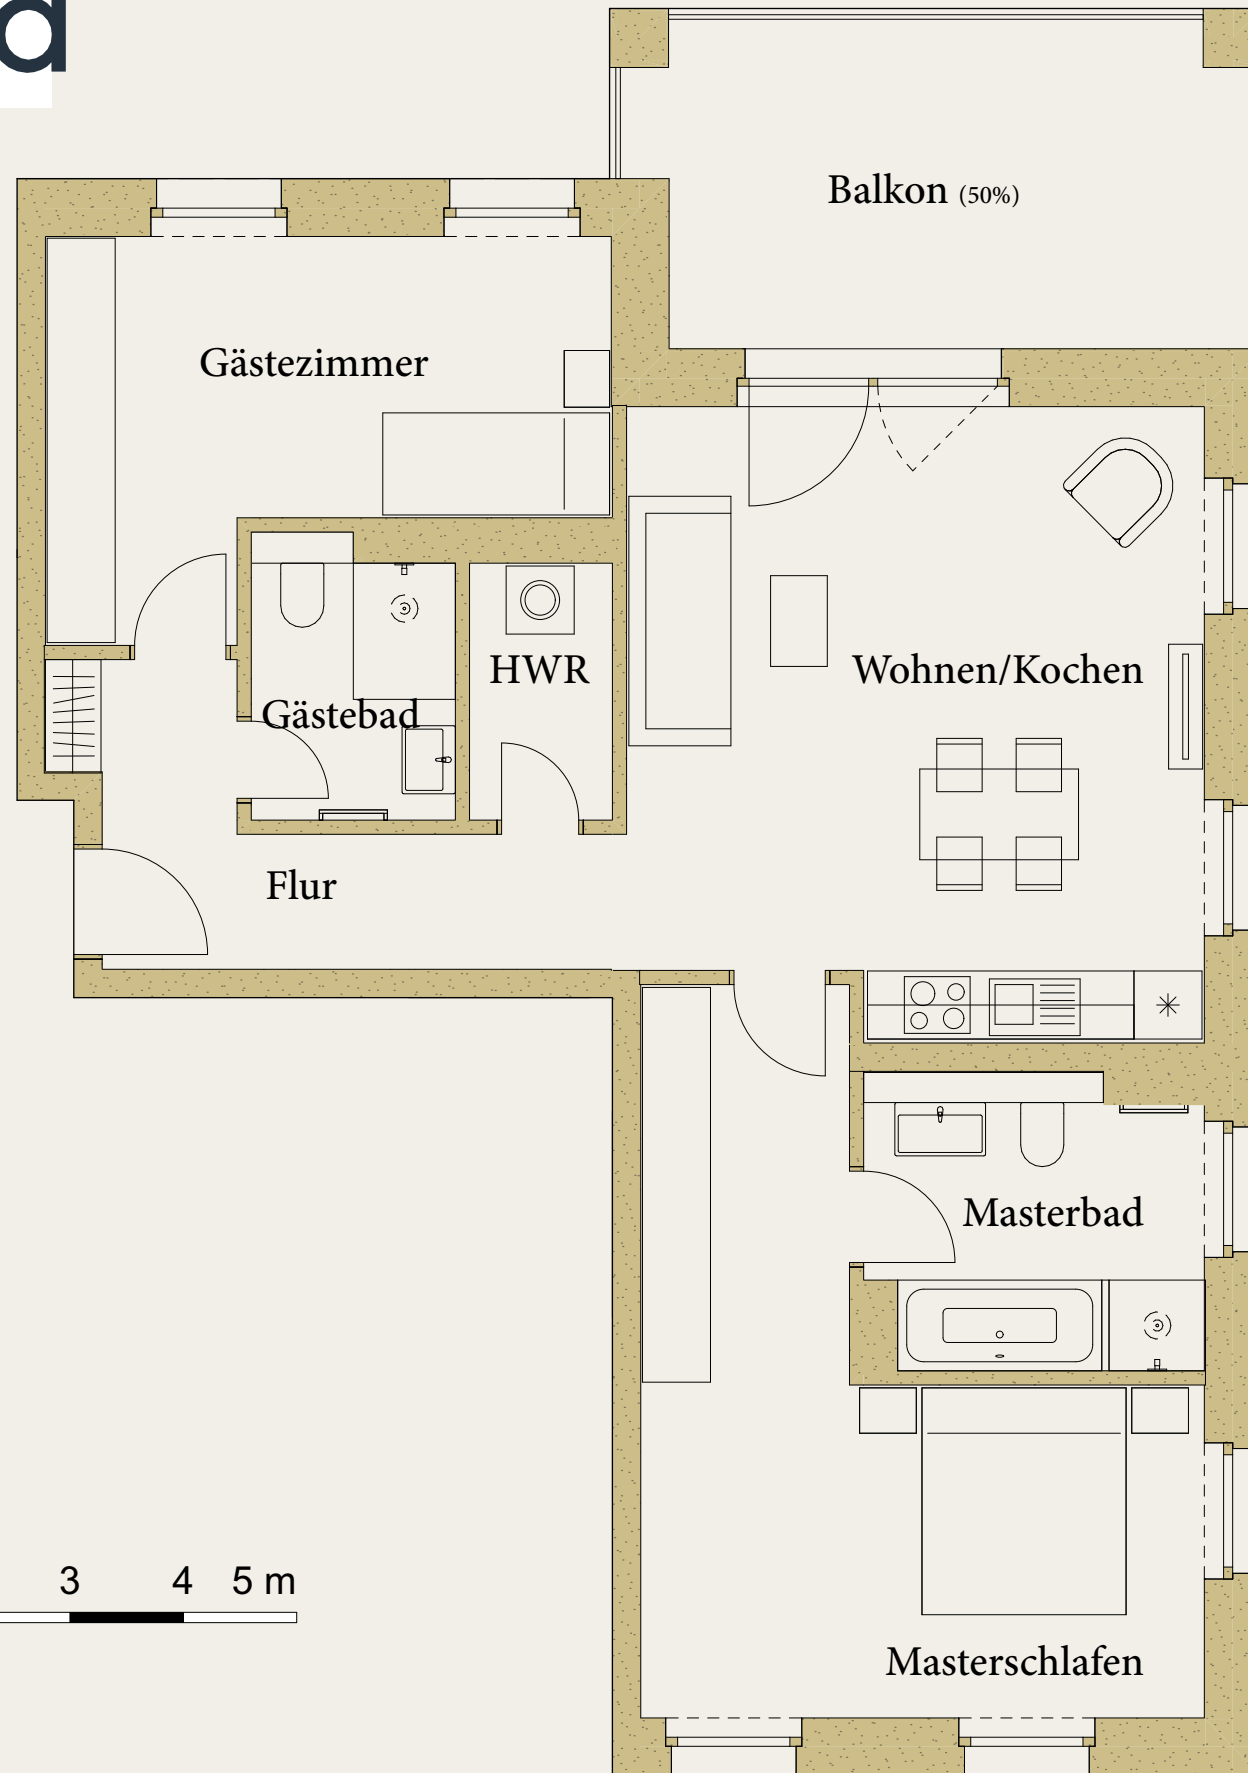 Balkon (50%)
Gästezimmer
HWR
Wohnen/Kochen
Gästebad
Flur
Masterbad
3 4 5 m
Masterschlafen